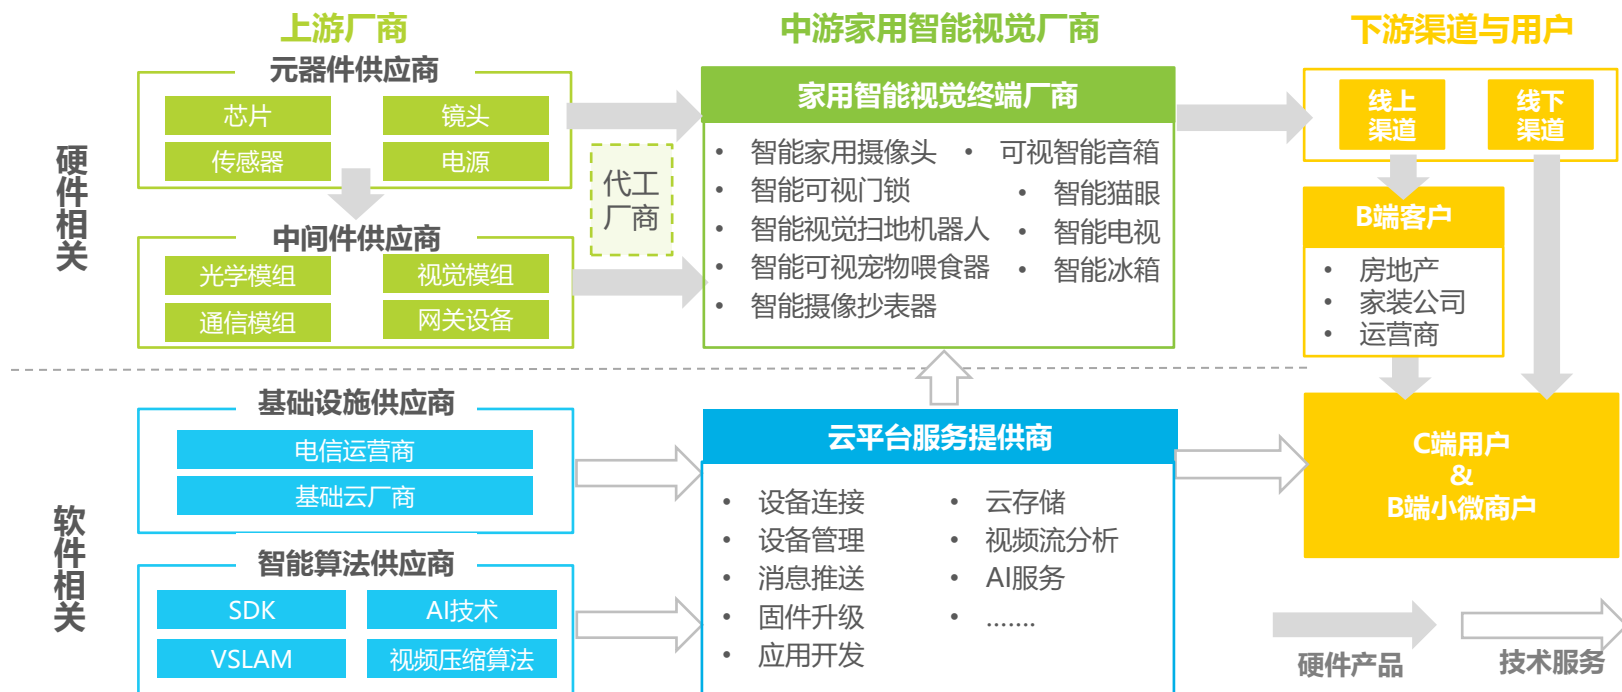 上游厂商
中游家用智能视觉厂商
下游渠道与用户
硬件相关
元器件供应商
芯片
镜头
传感器
电源
中间件供应商
光学模组
视觉模组
通信模组
网关设备
代工
厂商
家用智能视觉终端厂商
• 智能家用摄像头
• 可视智能音箱
• 智能可视门锁
• 智能猫眼
• 智能视觉扫地机器人
• 智能电视
• 智能可视宠物喂食器
• 智能冰箱
• 智能摄像抄表器
线上
渠道
线下
渠道
B端客户
• 房地产
• 家装公司
• 运营商
软件相关
基础设施供应商
电信运营商
基础云厂商
智能算法供应商
SDK
AI技术
VSLAM
视频压缩算法
云平台服务提供商
• 设备连接
• 云存储
• 设备管理
• 视频流分析
• 消息推送
• AI服务
• 固件升级
• .......
• 应用开发
C端用户
&
B端小微商户
硬件产品
技术服务